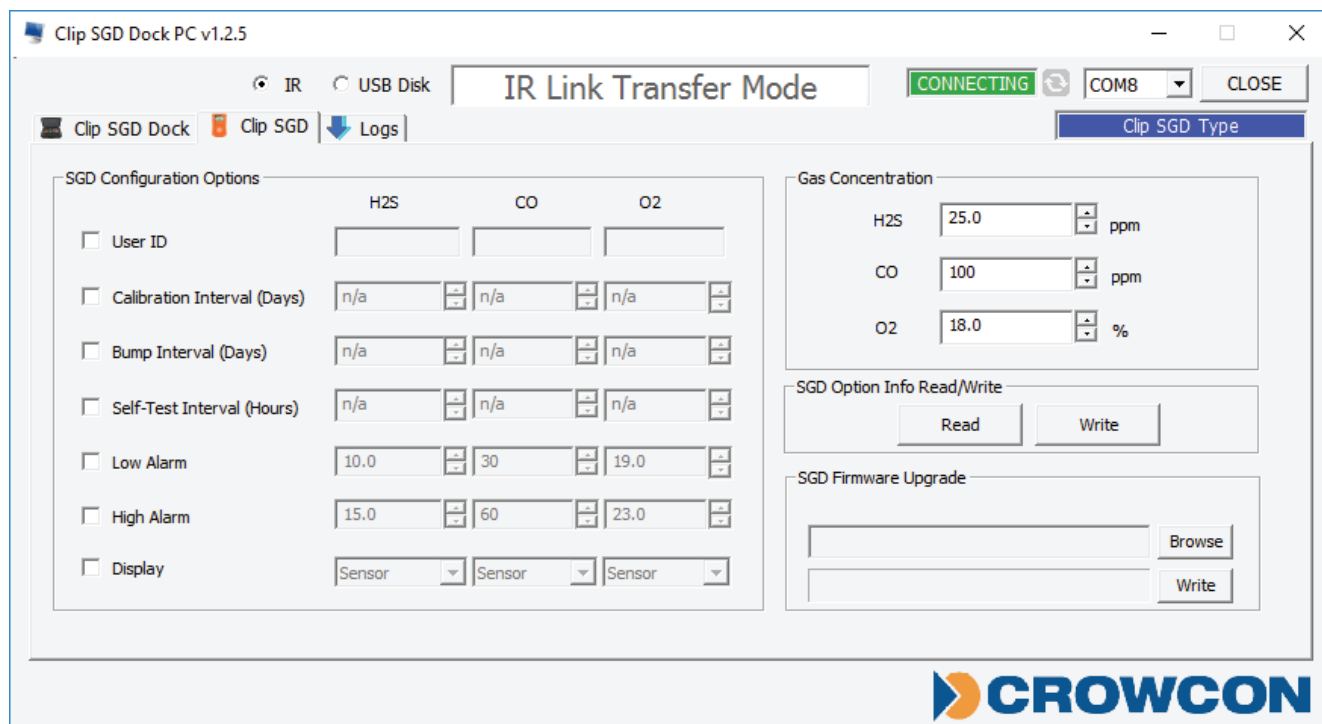 Clip SGD Dock PC v1.2.5
IR USB Disk IR Link Transfer Mode CONNECTING COM8 CLOSE
Clip SGD Dock Clip SGD Logs Clip SGD Type
SGD Configuration Options
H2S CO O2
User ID
Calibration Interval (Days) n/a n/a n/a
Bump Interval (Days) n/a n/a n/a
Self-Test Interval (Hours) n/a n/a n/a
Low Alarm 10.0 30 19.0
High Alarm 15.0 60 23.0
Display Sensor Sensor Sensor
Gas Concentration
H2S 25.0 ppm
CO 100 ppm
O2 18.0 %
SGD Option Info Read/Write
Read Write
SGD Firmware Upgrade
Browse
Write
CROWCON